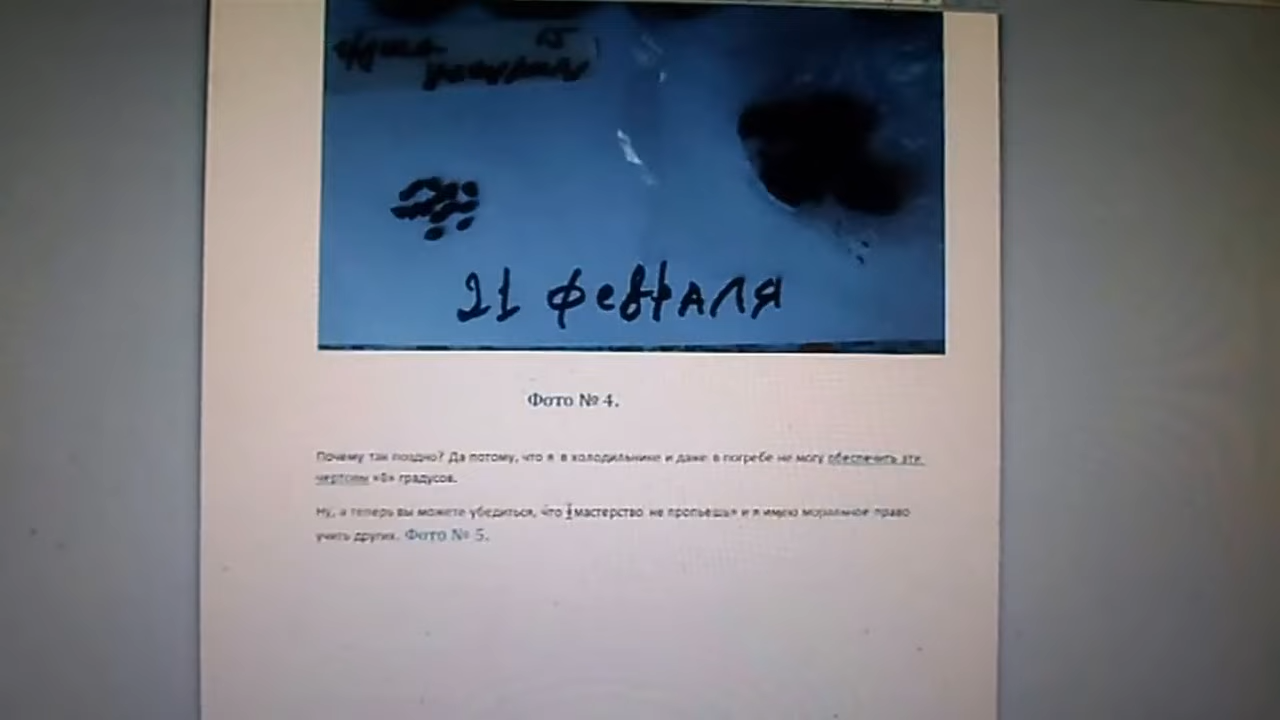 21 февраля
Фото № 4.
Почему так поздно? Да потому, что я в холодильнике и даже в погребе не могу обеспечить эти
чертовы «0» градусов.
Ну, а теперь вы можете убедиться, что «мастерство не пропьешь» и я имею моральное право
учить других. Фото № 5.